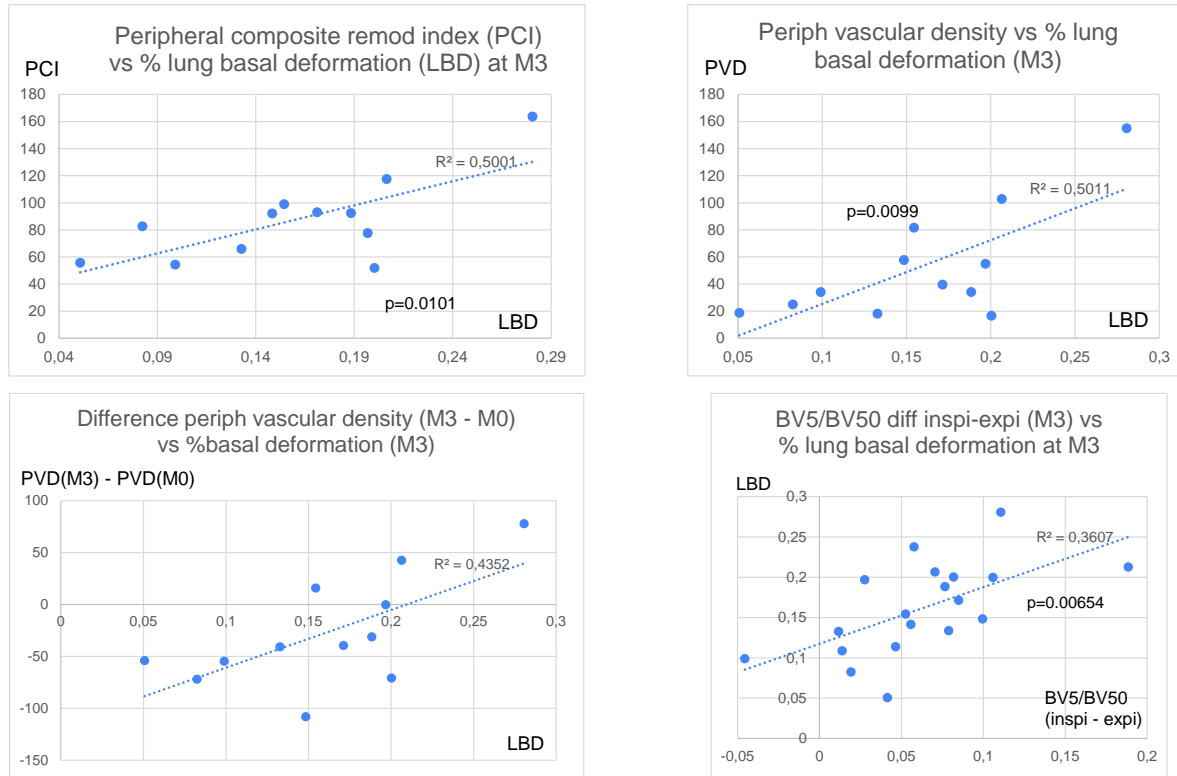 Peripheral composite remod index (PCI)
vs % lung basal deformation (LBD) at M3
PCI
180
160
140
120
100
80
60
40
20
0
R² = 0,5001
p=0.0101
LBD
0,04 0,09 0,14 0,19 0,24 0,29
Periph vascular density vs % lung
basal deformation (M3)
PVD
180
160
140
120
100
80
60
40
20
0
R² = 0,5011
p=0.0099
LBD
0,05 0,1 0,15 0,2 0,25 0,3
Difference periph vascular density (M3 - M0)
vs %basal deformation (M3)
PVD(M3) - PVD(M0)
100
50
0
-50
-100
-150
R² = 0,4352
0 0,05 0,1 0,15 0,2 0,25 0,3
LBD
BV5/BV50 diff inspi-expi (M3) vs
% lung basal deformation at M3
LBD
0,3
0,25
0,2
0,15
0,1
0,05
0
R² = 0,3607
p=0.00654
BV5/BV50
(inspi - expi)
-0,05 0 0,05 0,1 0,15 0,2